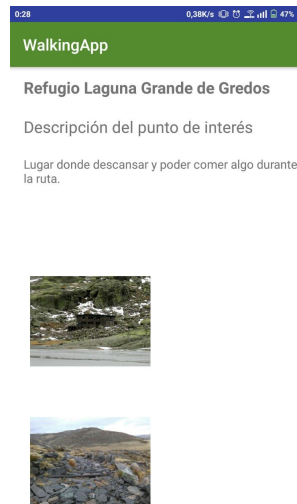 0:28 0,38K/s 47%
WalkingApp
Refugio Laguna Grande de Gredos
Descripción del punto de interés
Lugar donde descansar y poder comer algo durante
la ruta.